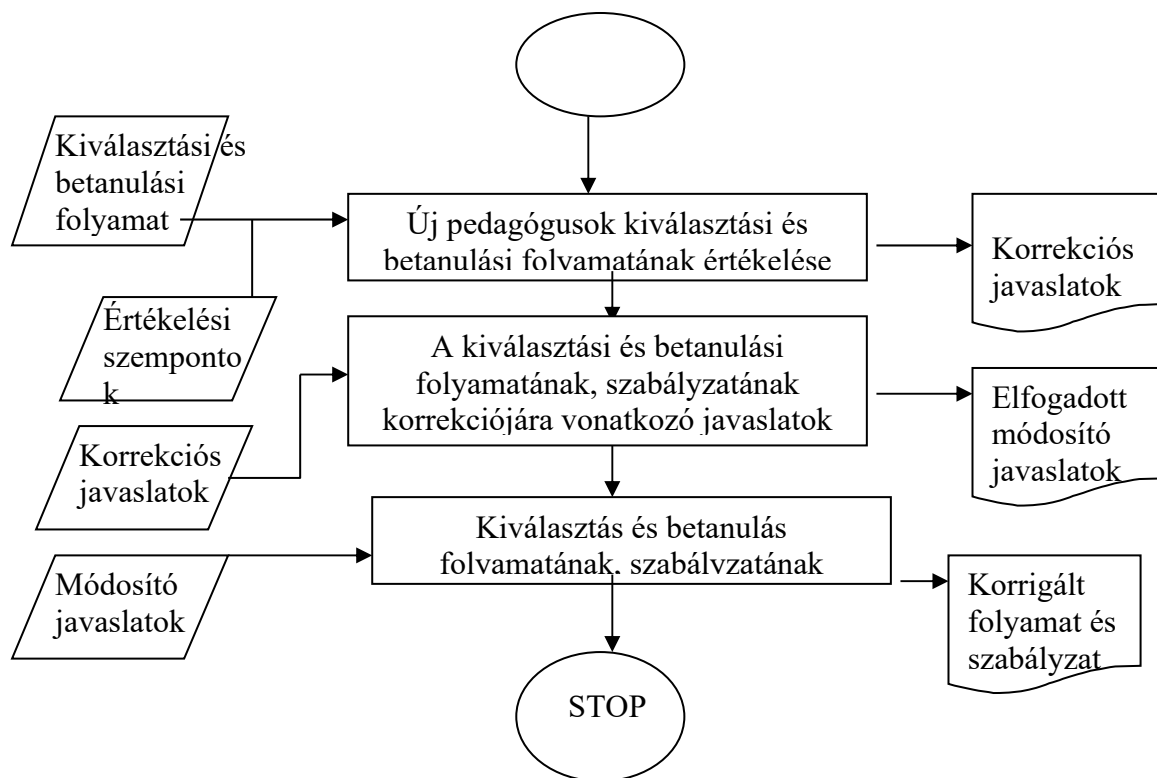 Kiválasztási és
betanulási
folyamat
Új pedagógusok kiválasztási és
betanulási folyamatának értékelése
Korrekciós
javaslatok
Értékelési
szemponto
k
A kiválasztási és betanulási
folyamatának, szabályzatának
korrekciójára vonatkozó javaslatok
Elfogadott
módosító
javaslatok
Korrekciós
javaslatok
Kiválasztás és betanulás
folyamatának, szabályzatának
Módosító
javaslatok
Korrigált
folyamat és
szabályzat
STOP